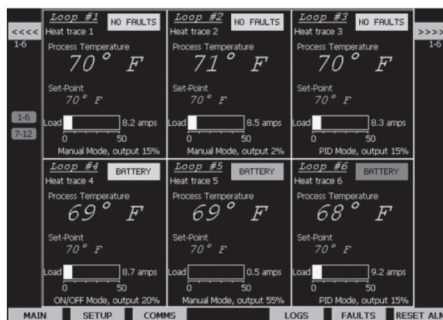 <<<<
1-6
Loop #1
NO FAULTS
Heat trace 1
Process Temperature
70° F
Set-Point
70° F
Load
8.2 amps
0 50
Manual Mode, output 15%
Loop #2
NO FAULTS
Heat trace 2
Process Temperature
71° F
Set-Point
70° F
Load
8.5 amps
0 50
Manual Mode, output 2%
Loop #3
NO FAULTS
Heat trace 3
Process Temperature
70° F
Set-Point
70° F
Load
8.3 amps
0 50
PID Mode, output 15%
>>>>
1-6
1-6
7-12
Loop #4
BATTERY
Heat trace 4
Process Temperature
69° F
Set-Point
70° F
Load
8.7 amps
0 50
ON/OFF Mode, output 20%
Loop #5
BATTERY
Heat trace 5
Process Temperature
69° F
Set-Point
70° F
Load
0.5 amps
0 50
Manual Mode, output 55%
Loop #6
BATTERY
Heat trace 6
Process Temperature
68° F
Set-Point
70° F
Load
9.2 amps
0 50
PID Mode, output 15%
MAIN SETUP COMMS LOGS FAULTS RESET ALM